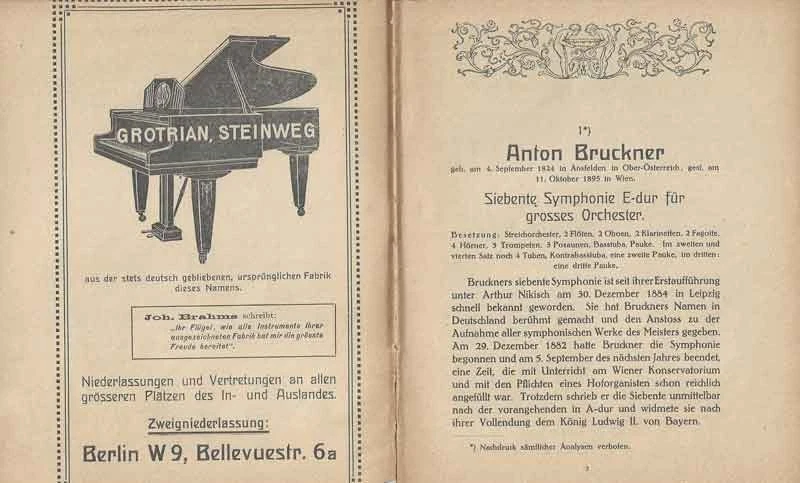 GROTRIAN, STEINWEG
aus der stets deutsch gebliebenen, ursprünglichen Fabrik
dieses Namens.
Joh. Brahms schreibt:
„Ihr Flügel, wie alle Instrumente Ihrer
ausgezeichneten Fabrik hat mir die grösste
Freude bereitet“.
Niederlassungen und Vertretungen an allen
grösseren Plätzen des In- und Auslandes.
Zweigniederlassung:
Berlin W 9, Bellevuestr. 6a
1*)
Anton Bruckner
geb. am 4. September 1824 in Ansfelden in Ober-Österreich, gest. am
11. Oktober 1895 in Wien.
Siebente Symphonie E-dur für
grosses Orchester.
Besetzung: Streichorchester, 2 Flöten, 2 Oboen, 2 Klarinetten, 2 Fagotte,
4 Hörner, 3 Trompeten, 3 Posaunen, Basstuba, Pauke. Im zweiten und
vierten Satz noch 4 Tuben, Kontrabasstuba, eine zweite Pauke, im dritten:
eine dritte Pauke.
Bruckners siebente Symphonie ist seit ihrer Erstaufführung
unter Arthur Nikisch am 30. Dezember 1884 in Leipzig
schnell bekannt geworden. Sie hat Bruckners Namen in
Deutschland berühmt gemacht und den Anstoss zu der
Aufnahme aller symphonischen Werke des Meisters gegeben.
Am 29. Dezember 1882 hatte Bruckner die Symphonie
begonnen und am 5. September des nächsten Jahres beendet,
eine Zeit, die mit Unterricht am Wiener Konservatorium
und mit den Pflichten eines Hoforganisten schon reichlich
angefüllt war. Trotzdem schrieb er die Siebente unmittelbar
nach der vorangehenden in A-dur und widmete sie nach
ihrer Vollendung dem König Ludwig II. von Bayern.
*) Nachdruck sämtlicher Analysen verboten.
3